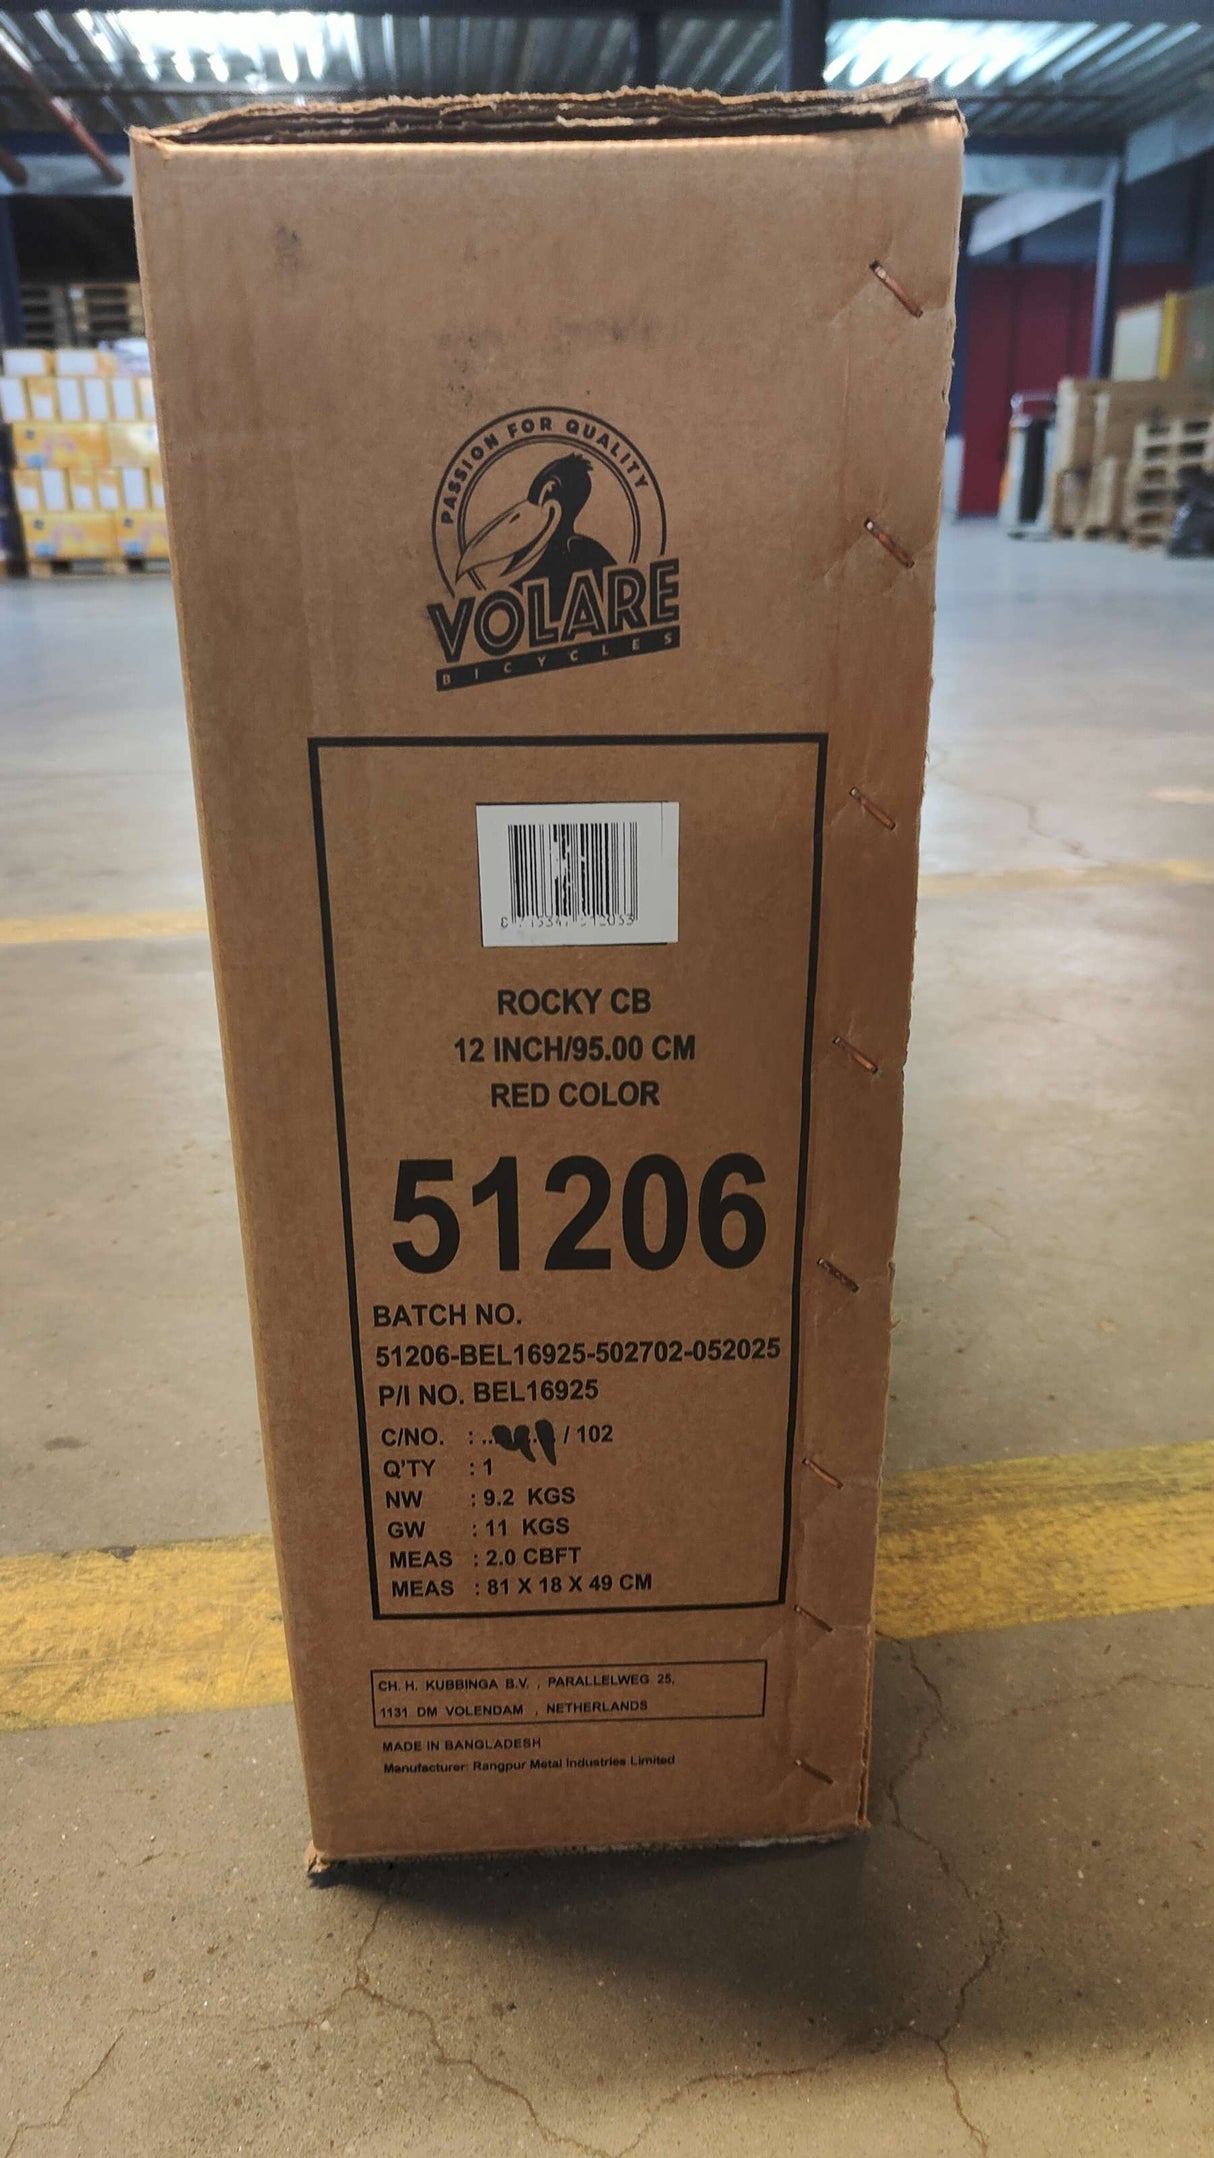 PASSION FOR QUALITY
VOLARE
BICYCLES
ROCKY CB
12 INCH/95.00 CM
RED COLOR
51206
BATCH NO.
51206-BEL16925-502702-052025
P/I NO. BEL16925
C/NO. : / 102
Q'TY : 1
NW : 9.2 KGS
GW : 11 KGS
MEAS : 2.0 CBFT
MEAS : 81 X 18 X 49 CM
CH. H. KUBBINGA B.V. , PARALLELWEG 25,
1131 DM VOLENDAM , NETHERLANDS
MADE IN BANGLADESH
Manufacturer: Rangpur Metal Industries Limited